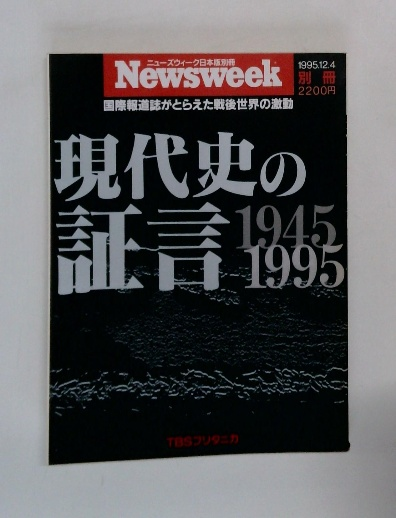 ニューズウィーク日本版別冊
Newsweek
1995.12.4
別冊
2200円
国際報道誌がとらえた戦後世界の激動
現代史の
証言
1945
1995
TBSブリタニカ